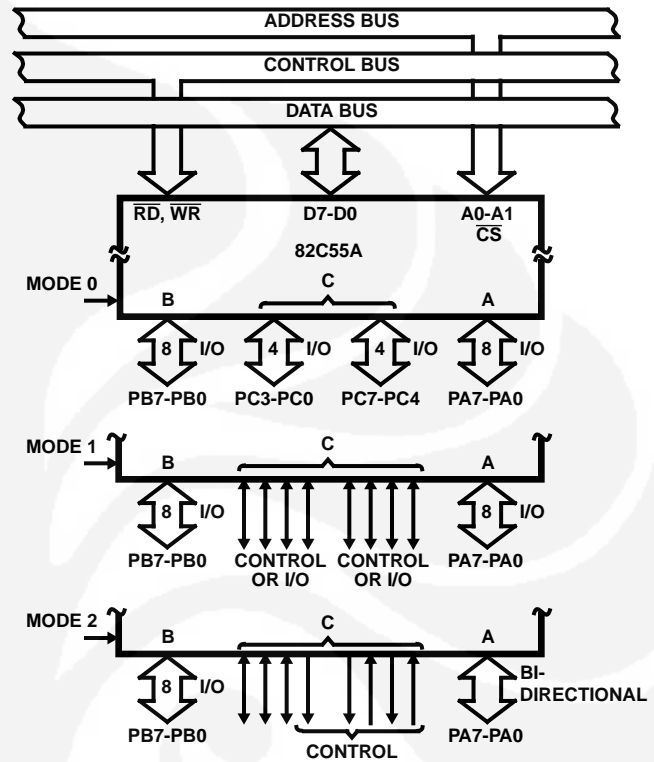 ADDRESS BUS
CONTROL BUS
DATA BUS
RD, WR D7-D0 A0-A1
CS
82C55A
MODE 0
B C A
8 I/O 4 I/O 4 I/O 8 I/O
PB7-PB0 PC3-PC0 PC7-PC4 PA7-PA0
MODE 1
B C A
8 I/O 8 I/O
PB7-PB0 CONTROL CONTROL PA7-PA0
OR I/O OR I/O
MODE 2
B C A
8 I/O BI-
DIRECTIONAL
PB7-PB0 PA7-PA0
CONTROL